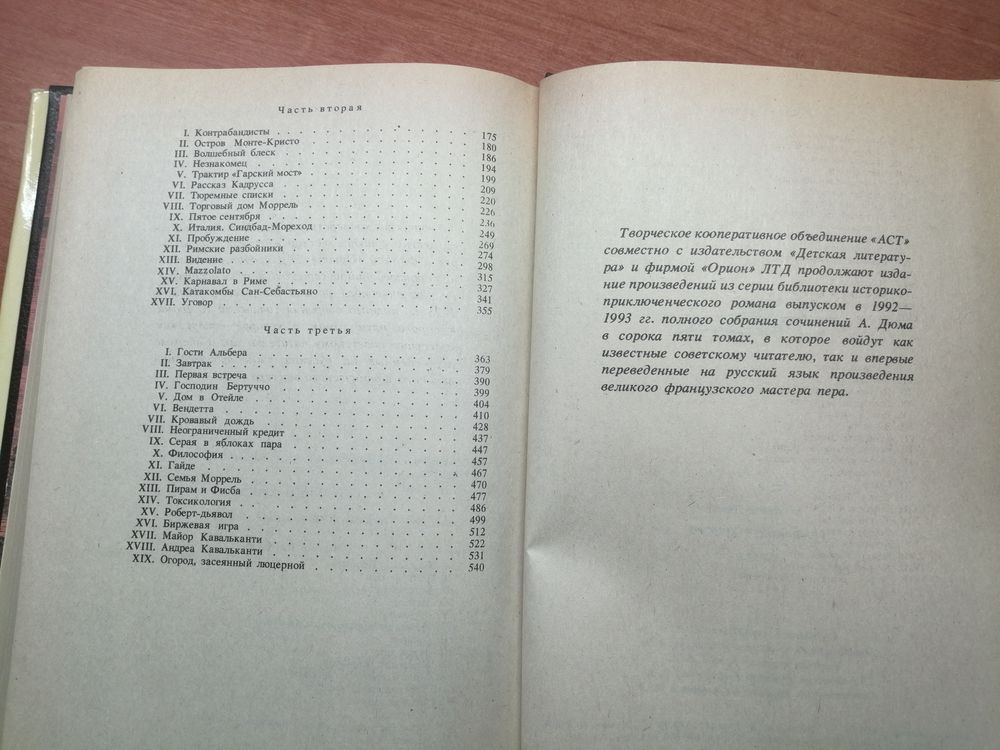 Часть вторая
I. Контрабандисты . . . . . . . . . . 175
II. Остров Монте-Кристо . . . . . . . . . . 180
III. Волшебный блеск . . . . . . . . . . 186
IV. Незнакомец . . . . . . . . . . 194
V. Трактир «Гарский мост» . . . . . . . . . . 199
VI. Рассказ Кадрусса . . . . . . . . . . 209
VII. Тюремные списки . . . . . . . . . . 220
VIII. Торговый дом Моррель . . . . . . . . . . 226
IX. Пятое сентября . . . . . . . . . . 236
X. Италия. Синдбад-Мореход . . . . . . . . . . 249
XI. Пробуждение . . . . . . . . . . 269
XII. Римские разбойники . . . . . . . . . . 274
XIII. Видение . . . . . . . . . . 298
XIV. Mazzolato . . . . . . . . . . 315
XV. Карнавал в Риме . . . . . . . . . . 327
XVI. Катакомбы Сан-Себастьяно . . . . . . . . . . 341
XVII. Уговор . . . . . . . . . . 355
Часть третья
I. Гости Альбера . . . . . . . . . . 363
II. Завтрак . . . . . . . . . . 379
III. Первая встреча . . . . . . . . . . 390
IV. Господин Бертуччо . . . . . . . . . . 399
V. Дом в Отейле . . . . . . . . . . 404
VI. Вендетта . . . . . . . . . . 410
VII. Кровавый дождь . . . . . . . . . . 428
VIII. Неограниченный кредит . . . . . . . . . . 437
IX. Серая в яблоках пара . . . . . . . . . . 447
X. Философия . . . . . . . . . . 457
XI. Гайде . . . . . . . . . . 467
XII. Семья Моррель . . . . . . . . . . 470
XIII. Пирам и Фисба . . . . . . . . . . 477
XIV. Токсикология . . . . . . . . . . 486
XV. Роберт-дьявол . . . . . . . . . . 499
XVI. Биржевая игра . . . . . . . . . . 512
XVII. Майор Кавальканти . . . . . . . . . . 522
XVIII. Андреа Кавальканти . . . . . . . . . . 531
XIX. Огород, засеянный люцерной . . . . . . . . . . 540
Творческое кооперативное объединение «АСТ»
совместно с издательством «Детская литерату-
ра» и фирмой «Орион» ЛТД продолжают изда-
ние произведений из серии библиотеки историко-
приключенческого романа выпуском в 1992—
1993 гг. полного собрания сочинений А. Дюма
в сорока пяти томах, в которое войдут как
известные советскому читателю, так и впервые
переведенные на русский язык произведения
великого французского мастера пера.